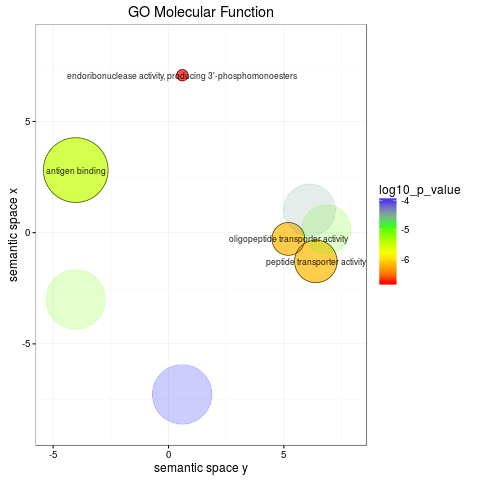 GO Molecular Function
endoribonuclease activity, producing 3'-phosphomonoesters
5
antigen binding
log10_p_value
-4
-5
-6
semantic space x
0
oligopeptide transporter activity
peptide transporter activity
-5
-5
0
5
semantic space y